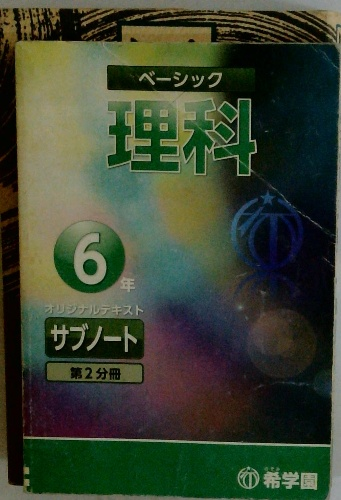 ベーシック
理科
6年
オリジナルテキスト
サブノート
第2分冊
希学園